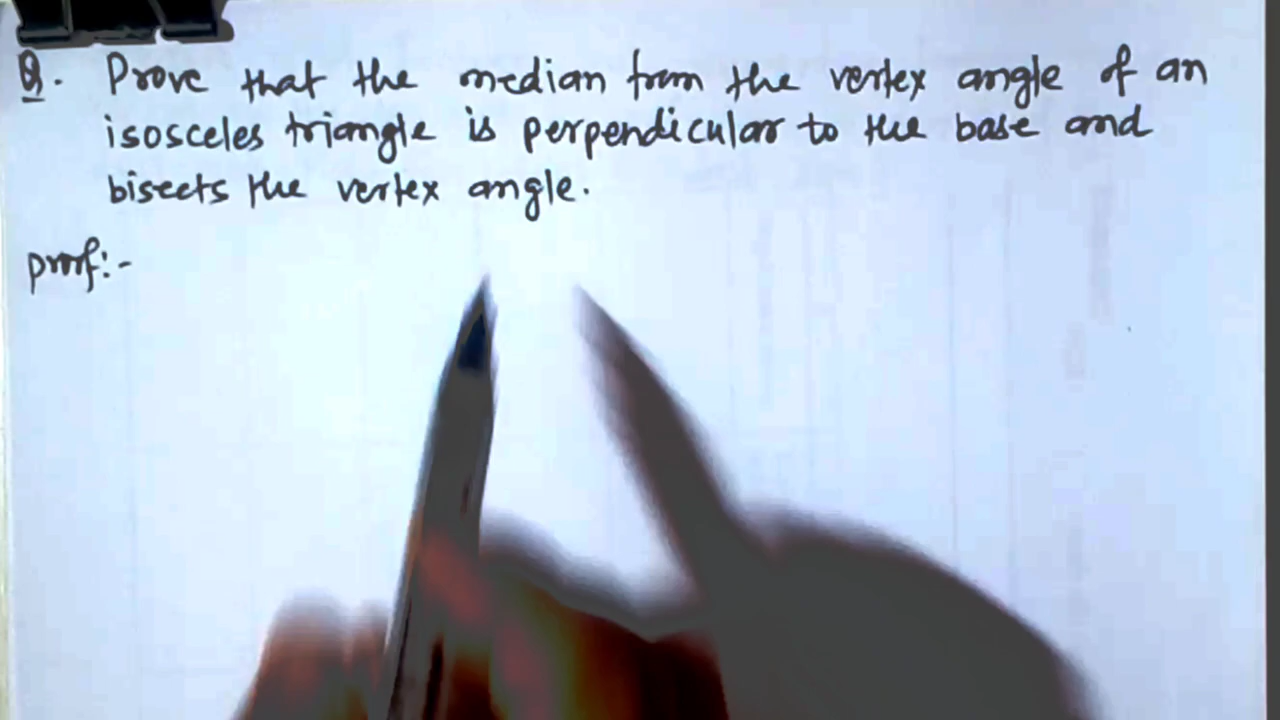 Q. Prove that the median from the vertex angle of an
isosceles triangle is perpendicular to the base and
bisects the vertex angle.
proof:-